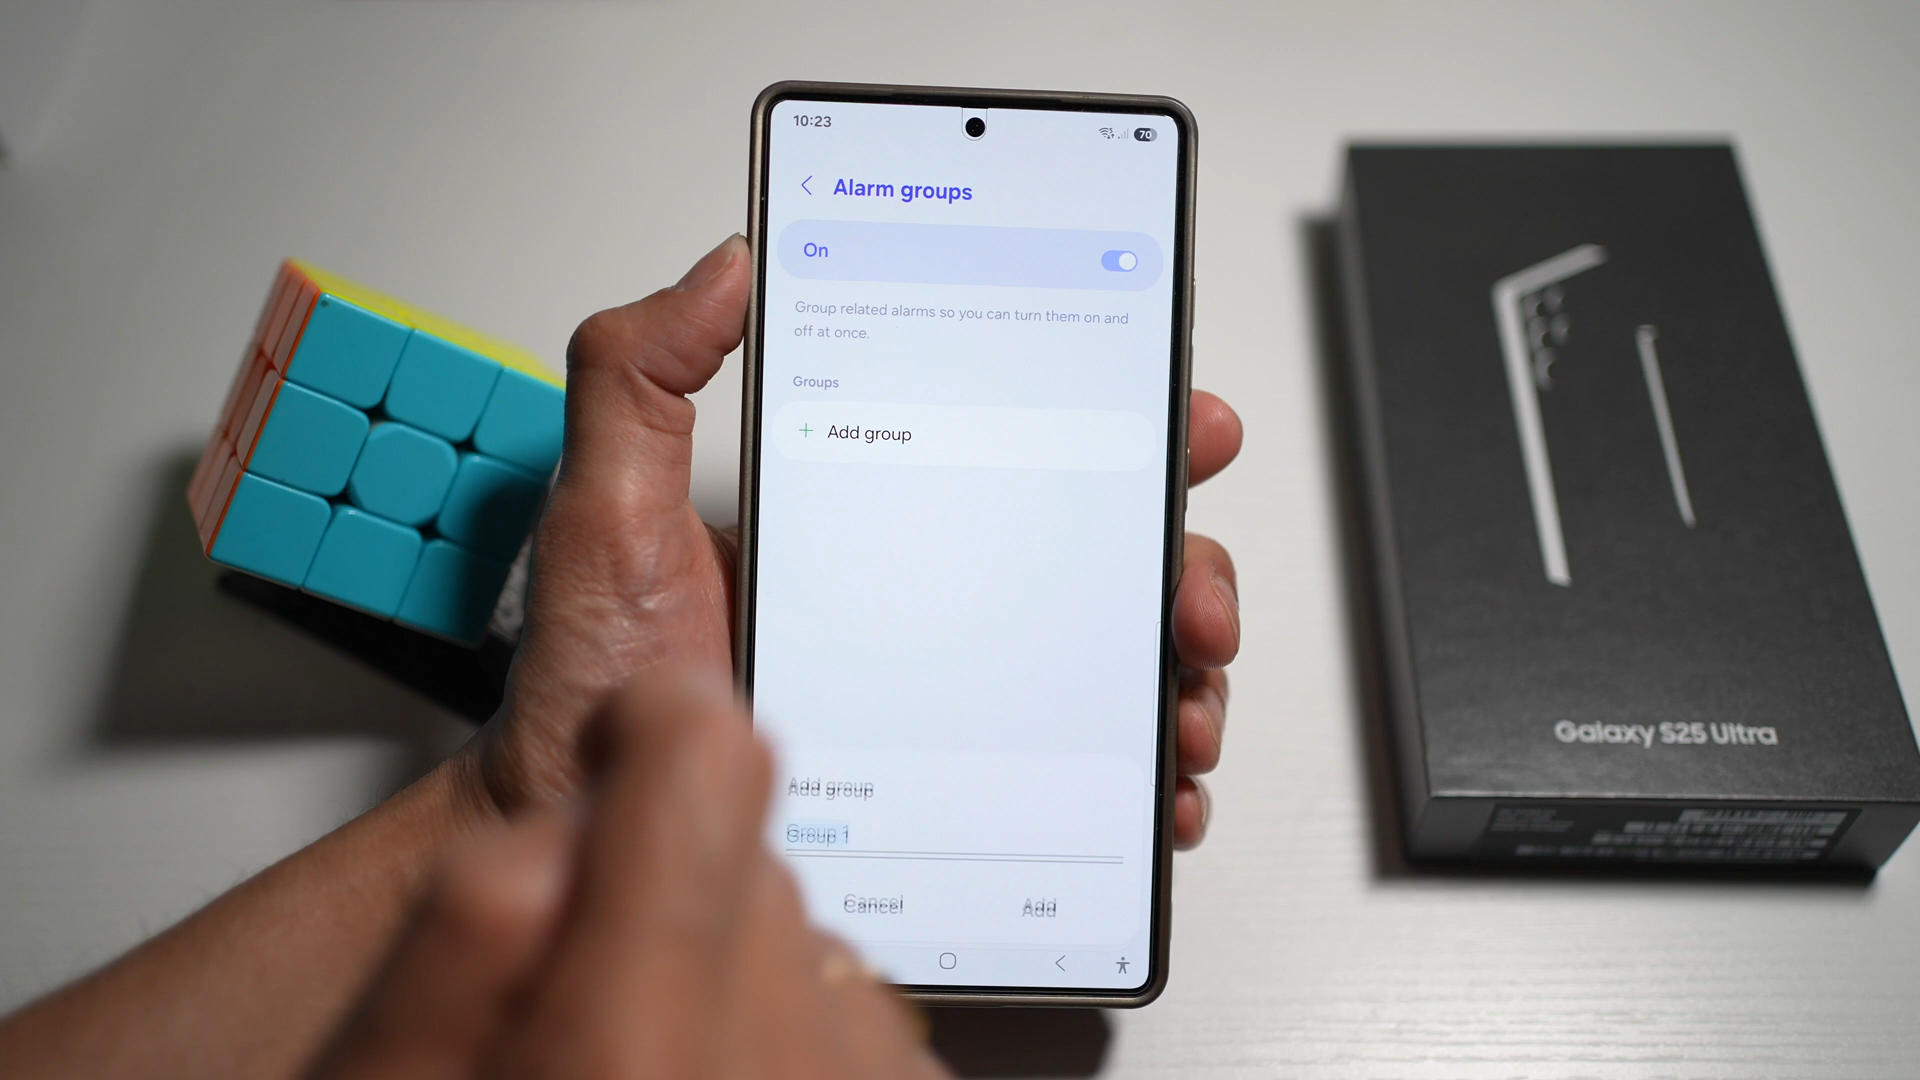 10:23
70
Alarm groups
On
Group related alarms so you can turn them on and
off at once.
Groups
+ Add group
Add group
Group 1
Cancel
Add
Galaxy S25 Ultra